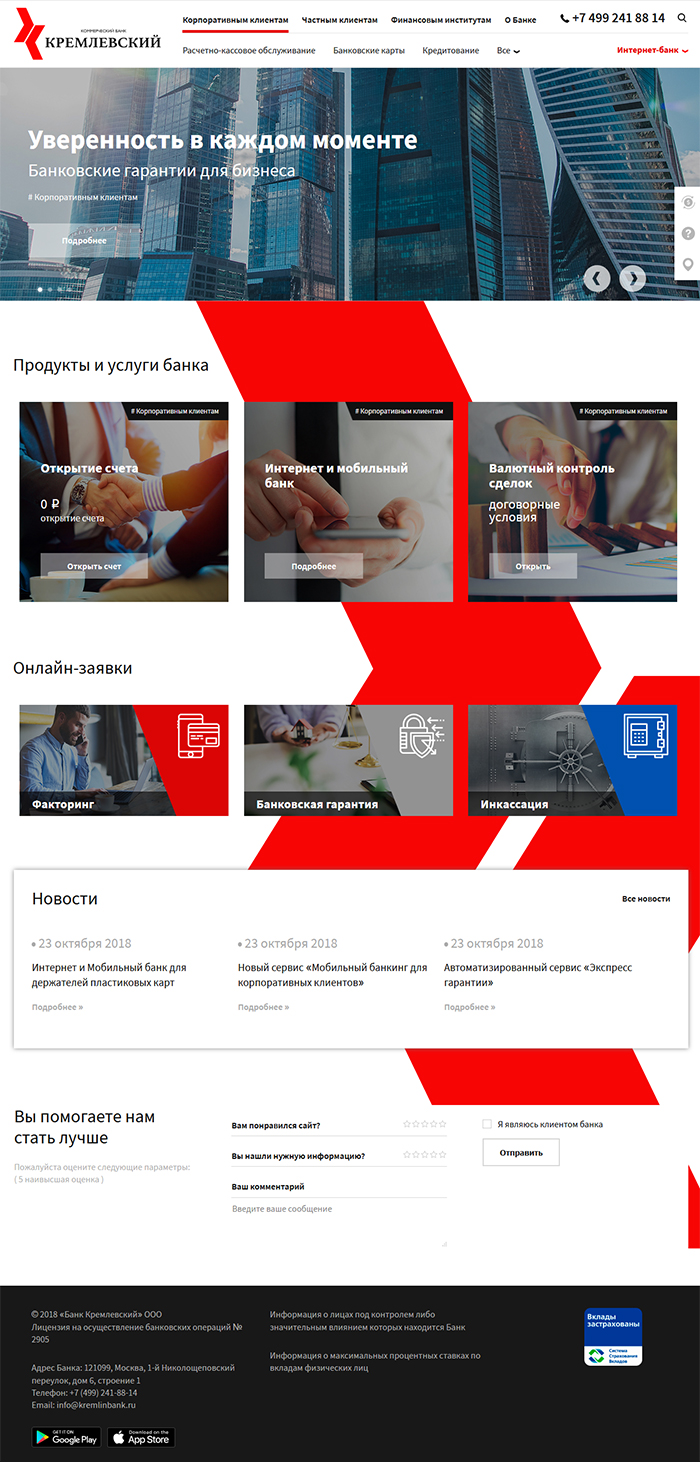 КОММЕРЧЕСКИЙ БАНК
КРЕМЛЕВСКИЙ
Корпоративным клиентам
Частным клиентам
Финансовым институтам
О Банке
+7 499 241 88 14
Расчетно-кассовое обслуживание
Банковские карты
Кредитование
Все
Интернет-банк
Уверенность в каждом моменте
Банковские гарантии для бизнеса
# Корпоративным клиентам
Подробнее
Продукты и услуги банка
# Корпоративным клиентам
Открытие счета
0 ₽
открытие счета
Открыть счет
# Корпоративным клиентам
Интернет и мобильный
банк
Подробнее
# Корпоративным клиентам
Валютный контроль
сделок
договорные
условия
Открыть
Онлайн-заявки
Факторинг
Банковская гарантия
Инкассация
Новости
Все новости
23 октября 2018
Интернет и Мобильный банк для
держателей пластиковых карт
Подробнее »
23 октября 2018
Новый сервис «Мобильный банкинг для
корпоративных клиентов»
Подробнее »
23 октября 2018
Автоматизированный сервис «Экспресс
гарантии»
Подробнее »
Вы помогаете нам
стать лучше
Пожалуйста оцените следующие параметры:
( 5 наивысшая оценка )
Вам понравился сайт?
Вы нашли нужную информацию?
Ваш комментарий
Введите ваше сообщение
Я являюсь клиентом банка
Отправить
© 2018 «Банк Кремлевский» ООО
Лицензия на осуществление банковских операций №
2905
Адрес Банка: 121099, Москва, 1-й Николощеповский
переулок, дом 6, строение 1
Телефон: +7 (499) 241-88-14
Email: info@kremlinbank.ru
GET IT ON
Google Play
Download on the
App Store
Информация о лицах под контролем либо
значительным влиянием которых находится Банк
Информация о максимальных процентных ставках по
вкладам физических лиц
Вклады
застрахованы
Система
Страхования
Вкладов